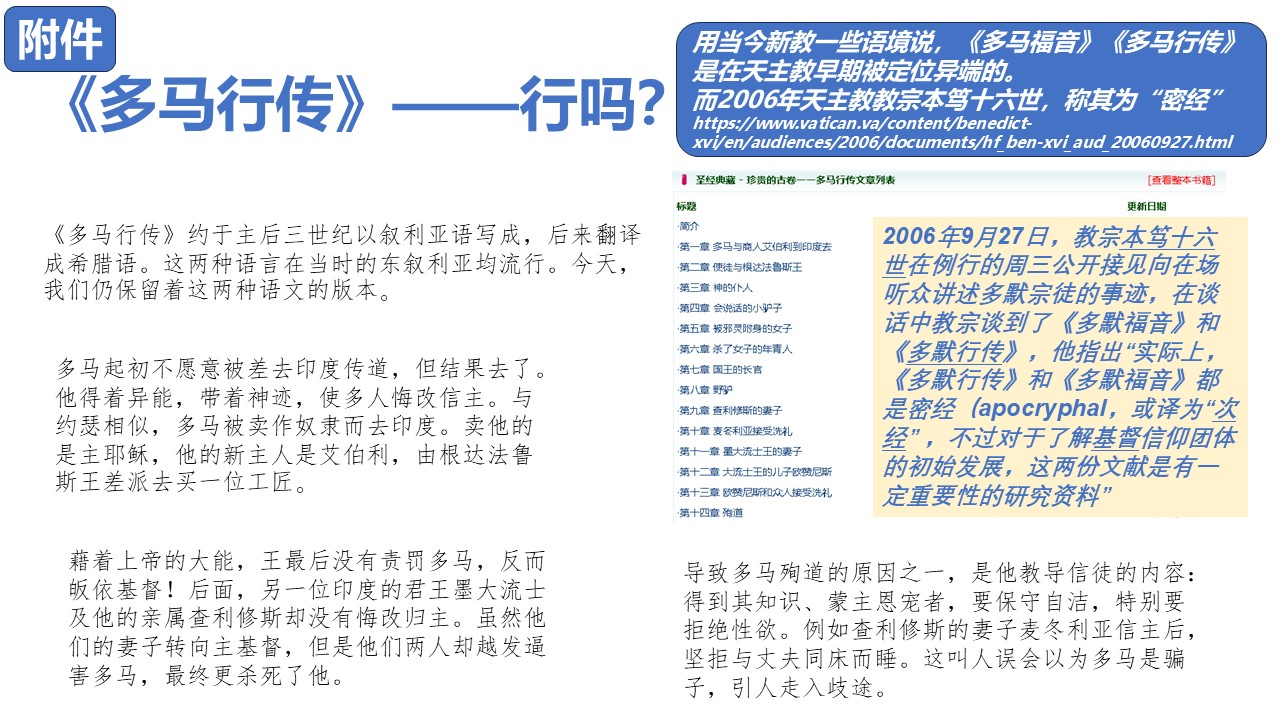 附件
《多马行传》——行吗？
用当今新教一些语境说，《多马福音》《多马行传》
是在天主教早期被定位异端的。
而2006年天主教教宗本笃十六世，称其为“密经”
https://www.vatican.va/content/benedict-
xvi/en/audiences/2006/documents/hf_ben-xvi_aud_20060927.html
《多马行传》约于主后三世纪以叙利亚语写成，后来翻译
成希腊语。这两种语言在当时的东叙利亚均流行。今天，
我们仍保留着这两种语文的版本。
多马起初不愿意被差去印度传道，但结果去了。
他得着异能，带着神迹，使多人悔改信主。与
约瑟相似，多马被卖作奴隶而去印度。卖他的
是主耶稣，他的新主人是艾伯利，由根达法鲁
斯王差派去买一位工匠。
藉着上帝的大能，王最后没有责罚多马，反而
皈依基督！后面，另一位印度的君王墨大流士
及他的亲属查利修斯却没有悔改归主。虽然他
们的妻子转向主基督，但是他们两人却越发逼
害多马，最终更杀死了他。
圣经典藏 - 珍贵的古卷——多马行传文章列表 [查看整本书籍]
标题 更新日期
·简介
·第一章 多马与商人艾伯利到印度去
·第二章 使徒与根达法鲁斯王
·第三章 神的仆人
·第四章 会说话的小驴子
·第五章 被邪灵附身的女子
·第六章 杀了女子的年青人
·第七章 国王的长官
·第八章 野驴
·第九章 查利修斯的妻子
·第十章 麦冬利亚接受洗礼
·第十一章 墨大流士王的妻子
·第十二章 大流士王的儿子欧赞尼斯
·第十三章 欧赞尼斯和众人接受洗礼
·第十四章 殉道
2006年9月27日，教宗本笃十六
世在例行的周三公开接见向在场
听众讲述多默宗徒的事迹，在谈
话中教宗谈到了《多默福音》和
《多默行传》，他指出“实际上，
《多默行传》和《多默福音》都
是密经（apocryphal，或译为“次
经”，不过对于了解基督信仰团体
的初始发展，这两份文献是有一
定重要性的研究资料”
导致多马殉道的原因之一，是他教导信徒的内容：
得到其知识、蒙主恩宠者，要保守自洁，特别要
拒绝性欲。例如查利修斯的妻子麦冬利亚信主后，
坚拒与丈夫同床而睡。这叫人误会以为多马是骗
子，引人走入歧途。